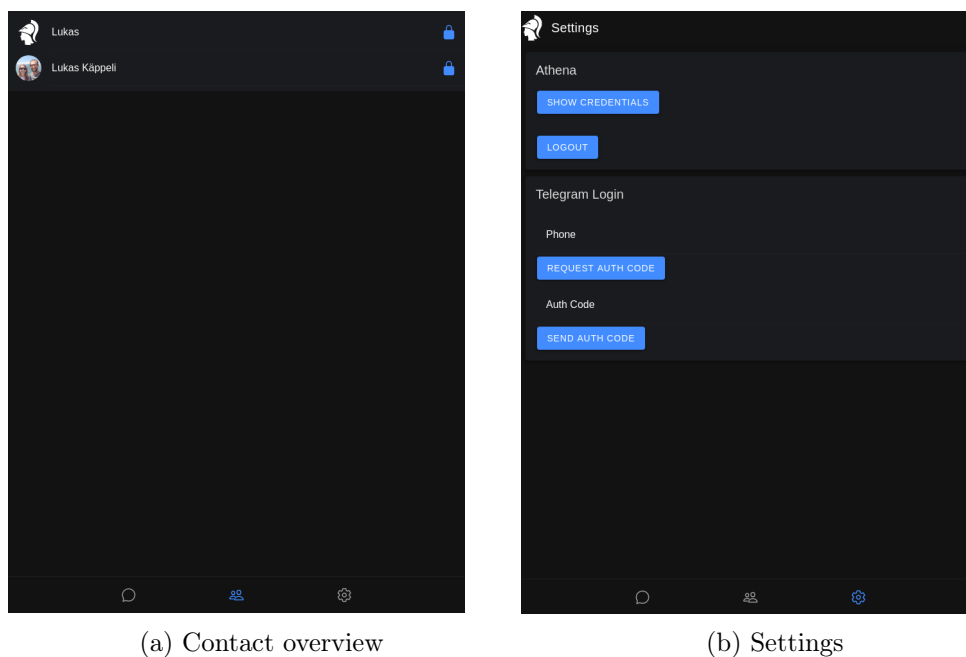 Lukas
Lukas Käppeli
(a) Contact overview
Settings
Athena
SHOW CREDENTIALS
LOGOUT
Telegram Login
Phone
REQUEST AUTH CODE
Auth Code
SEND AUTH CODE
(b) Settings